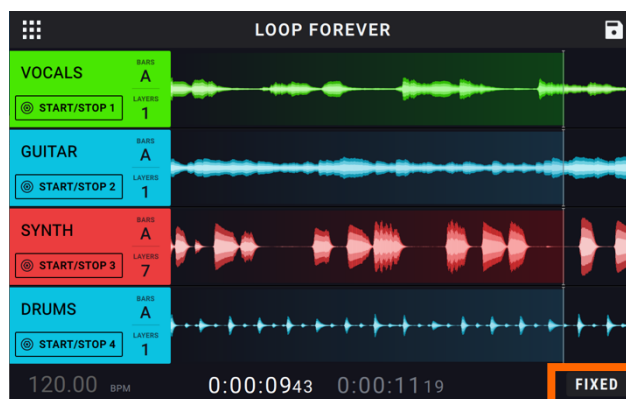 LOOP FOREVER
VOCALS
BARS
A
START/STOP 1
LAYERS
1
GUITAR
BARS
A
START/STOP 2
LAYERS
1
SYNTH
BARS
A
START/STOP 3
LAYERS
7
DRUMS
BARS
A
START/STOP 4
LAYERS
1
120.00 BPM 0:00:0943 0:00:1119 FIXED